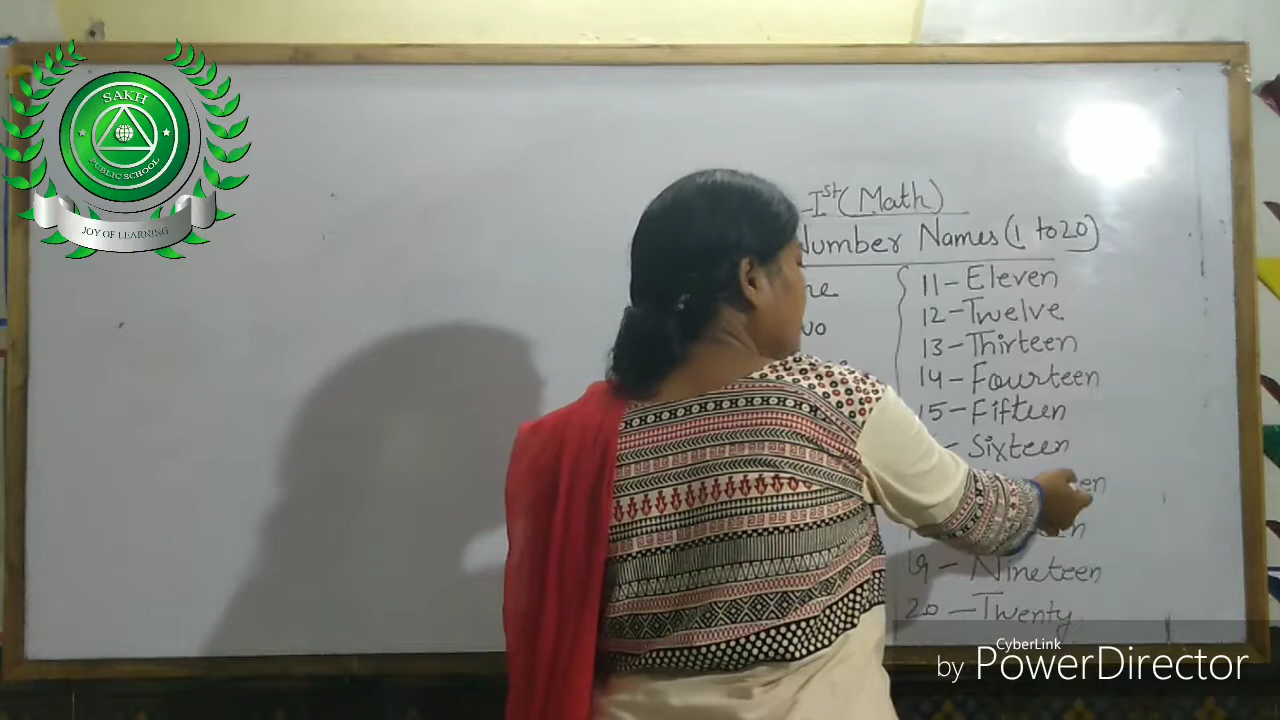 SAKH
PUBLIC SCHOOL
JOY OF LEARNING
Ist (Math)
Number Names (1 to 20)
11 - Eleven
12 - Twelve
13 - Thirteen
14 - Fourteen
15 - Fifteen
- Sixteen
19 - Nineteen
20 - Twenty
CyberLink
by PowerDirector